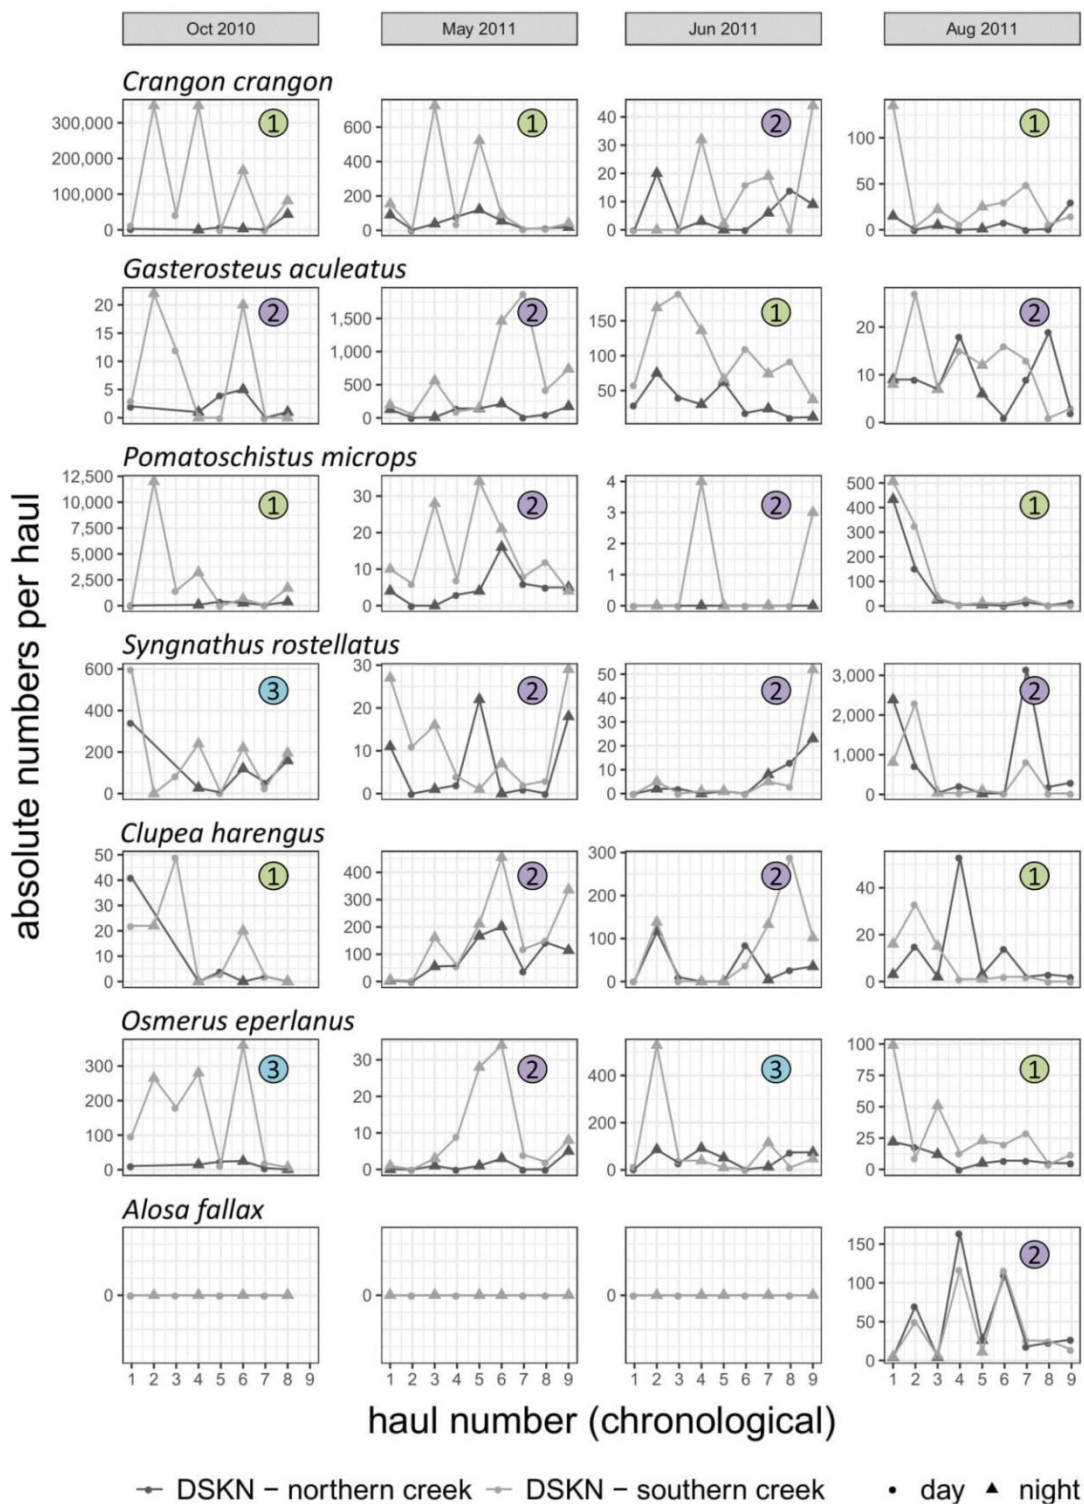 Oct 2010 May 2011 Jun 2011 Aug 2011
Crangon crangon
300,000 200,000 100,000 0
1
600 400 200 0
1
40 30 20 10 0
2
100 50 0
1
Gasterosteus aculeatus
20 15 10 5 0
2
1,500 1,000 500 0
2
150 100 50
1
20 10 0
2
Pomatoschistus microps
12,500 10,000 7,500 5,000 2,500 0
1
30 20 10 0
2
4 3 2 1 0
2
500 400 300 200 100 0
1
Syngnathus rostellatus
600 400 200 0
3
30 20 10 0
2
50 40 30 20 10 0
2
3,000 2,000 1,000 0
2
Clupea harengus
50 40 30 20 10 0
1
400 300 200 100 0
2
300 200 100 0
2
40 20 0
1
Osmerus eperlanus
300 200 100 0
3
30 20 10 0
2
400 200 0
3
100 75 50 25 0
1
Alosa fallax
0
0
0
150 100 50 0
2
1 2 3 4 5 6 7 8 9 1 2 3 4 5 6 7 8 9 1 2 3 4 5 6 7 8 9 1 2 3 4 5 6 7 8 9
absolute numbers per haul
haul number (chronological)
DSKN − northern creek DSKN − southern creek day night